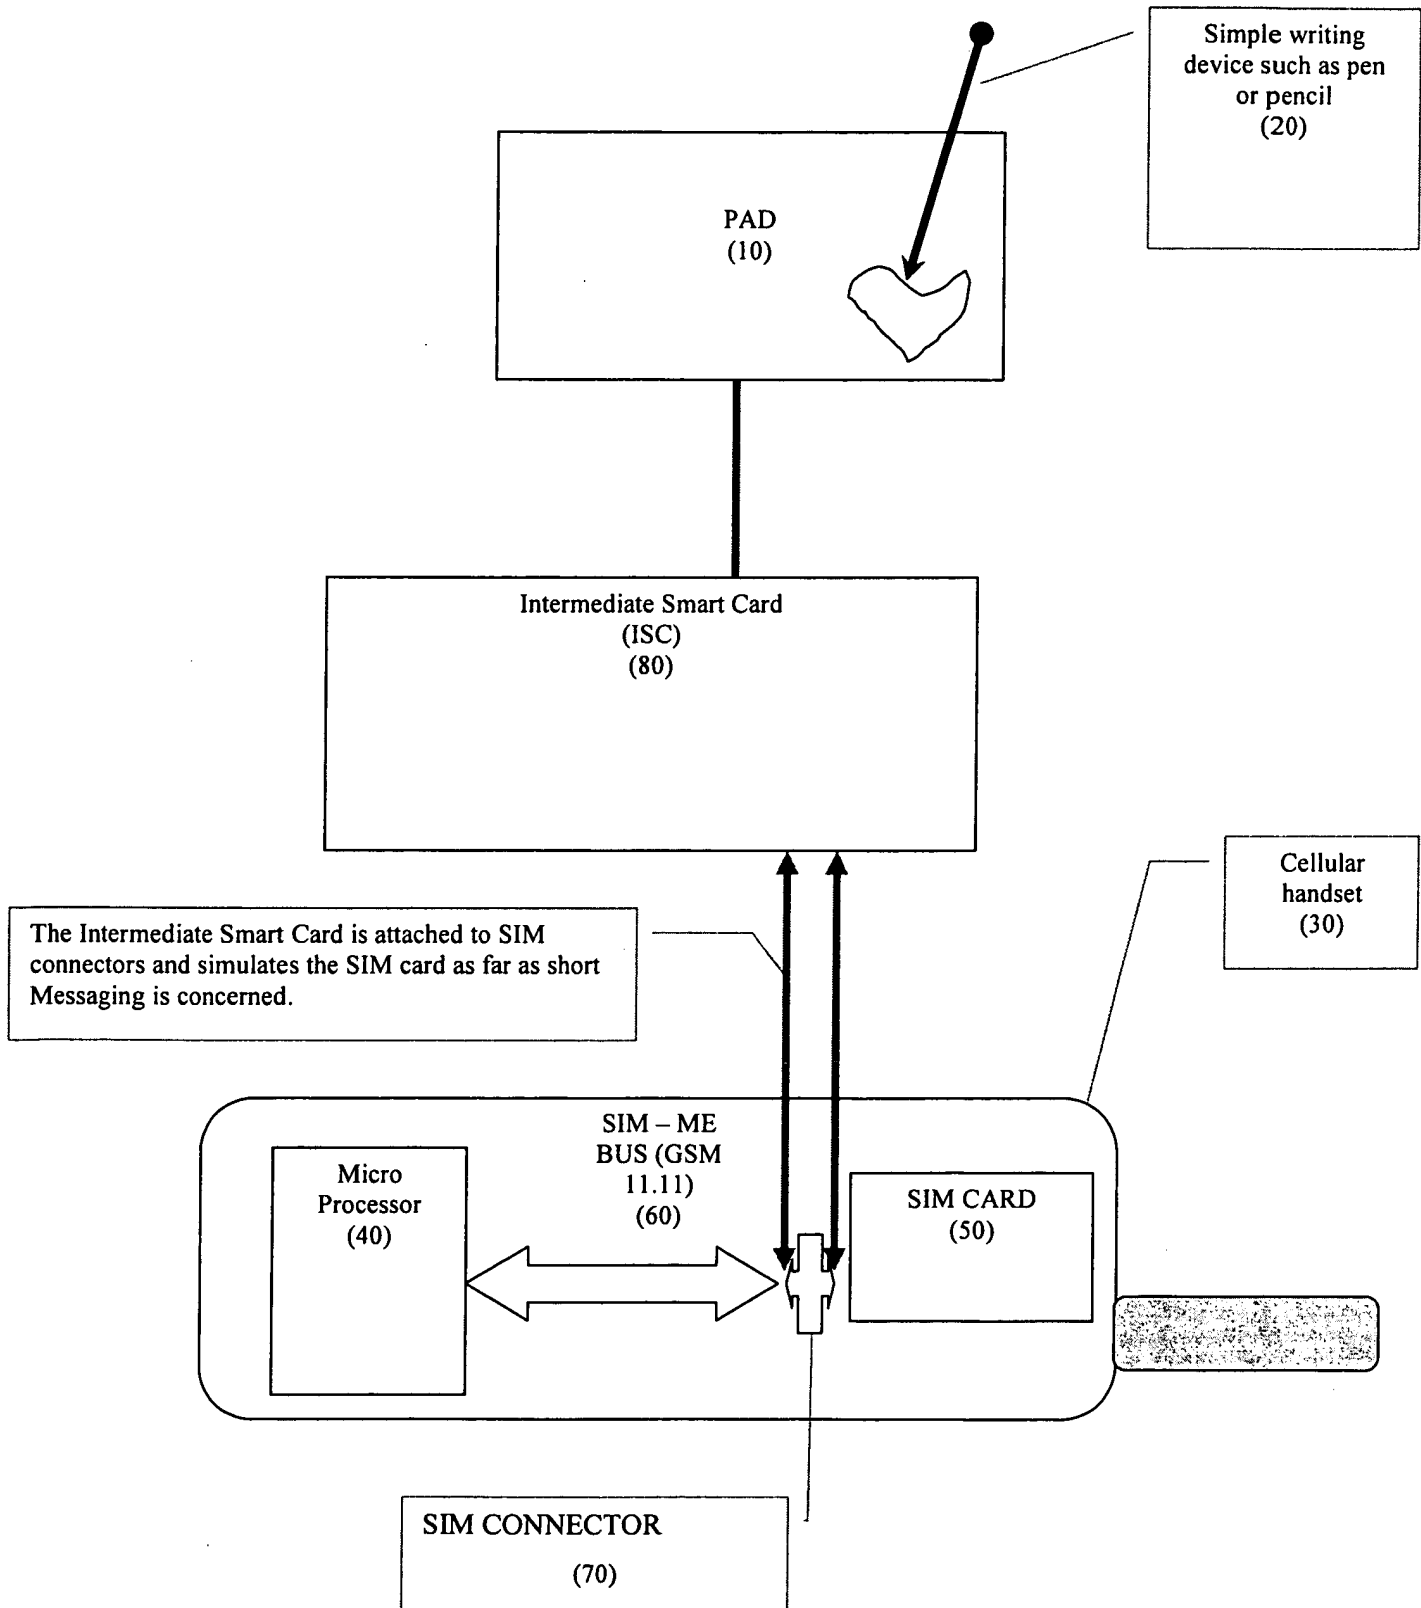 Simple writing
device such as pen
or pencil
(20)
PAD
(10)
Intermediate Smart Card
(ISC)
(80)
Cellular
handset
(30)
The Intermediate Smart Card is attached to SIM
connectors and simulates the SIM card as far as short
Messaging is concerned.
SIM – ME
BUS (GSM
11.11)
(60)
Micro
Processor
(40)
SIM CARD
(50)
SIM CONNECTOR
(70)